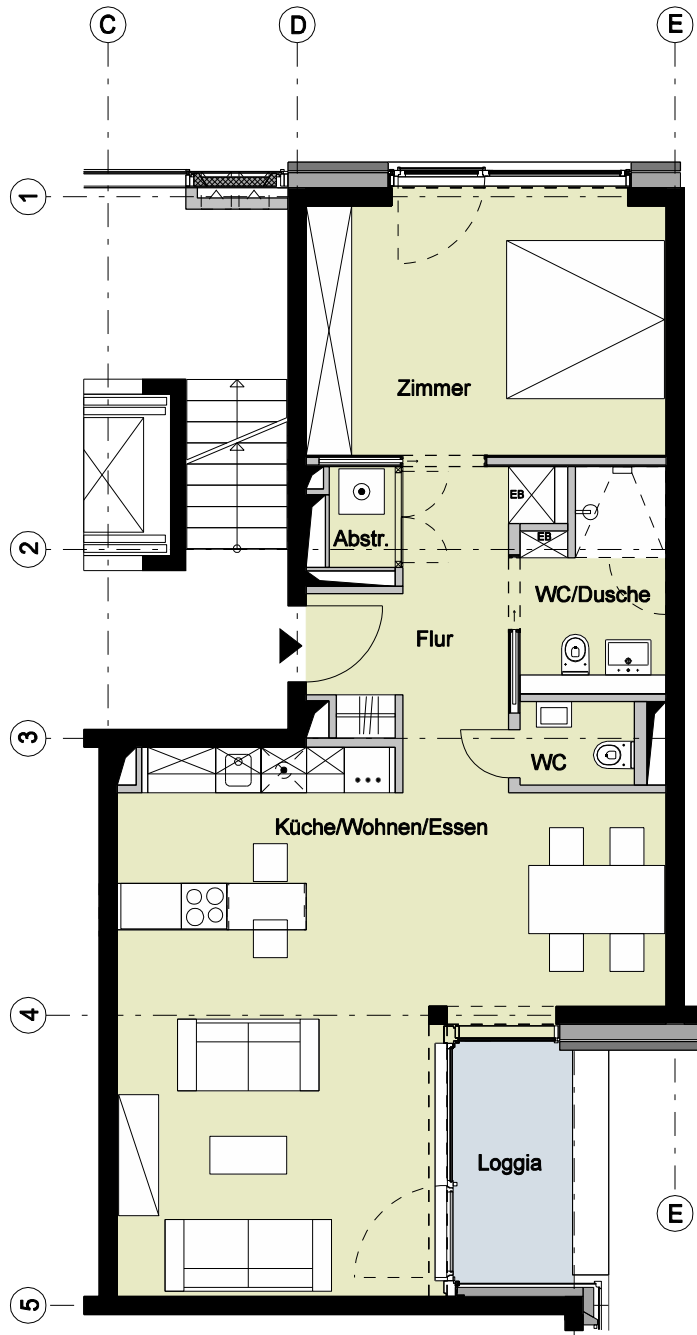 C
D
E
1
Zimmer
EB
EB
Abstr.
2
WC/Dusche
Flur
3
WC
Küche/Wohnen/Essen
4
Loggia
E
5